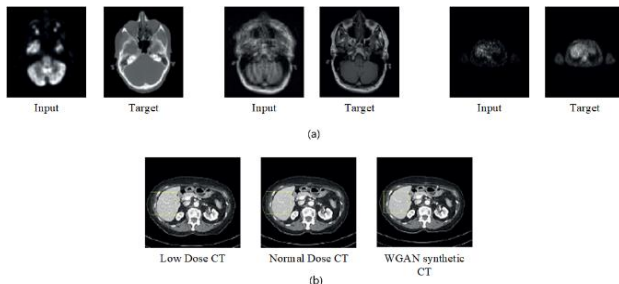 Input
Target
Input
Target
Input
Target
(a)
Low Dose CT
Normal Dose CT
WGAN synthetic
CT
(b)